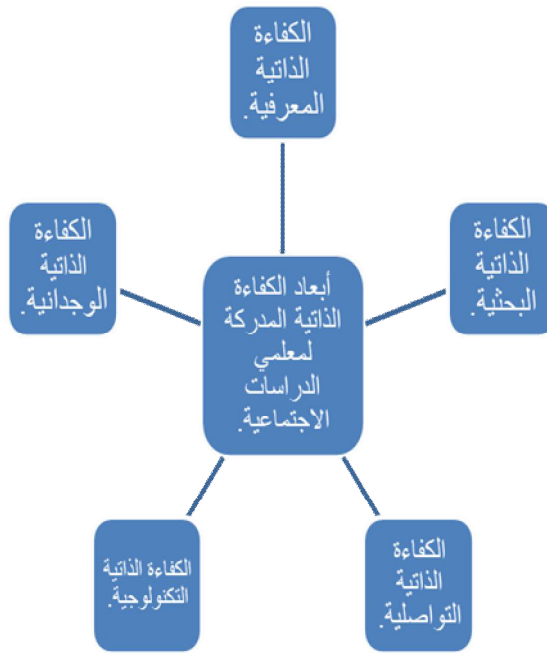 الكفاءة
الذاتية
المعرفية.
الكفاءة
الذاتية
البحثية.
الكفاءة
الذاتية
الوجدانية.
أبعاد الكفاءة
الذاتية المدركة
لمعلمي
الدراسات
الاجتماعية.
الكفاءة
الذاتية
التواصلية.
الكفاءة الذاتية
التكنولوجية.